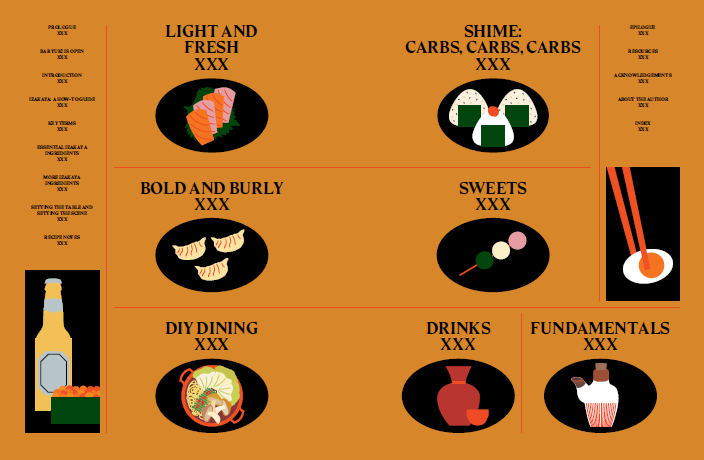 PROLOGUE
XXX
BAR YUKI IS OPEN
XXX
INTRODUCTION
XXX
IZAKAYA: A HOW-TO GUIDE
XXX
KEY TERMS
XXX
ESSENTIAL IZAKAYA
INGREDIENTS
XXX
MORE IZAKAYA
INGREDIENTS
XXX
SETTING THE TABLE AND
SETTING THE SCENE
XXX
RECIPE NOTES
XXX
LIGHT AND
FRESH
XXX
BOLD AND BURLY
XXX
DIY DINING
XXX
SHIME:
CARBS, CARBS, CARBS
XXX
SWEETS
XXX
DRINKS
XXX
FUNDAMENTALS
XXX
EPILOGUE
XXX
RESOURCES
XXX
ACKNOWLEDGEMENTS
XXX
ABOUT THE AUTHOR
XXX
INDEX
XXX